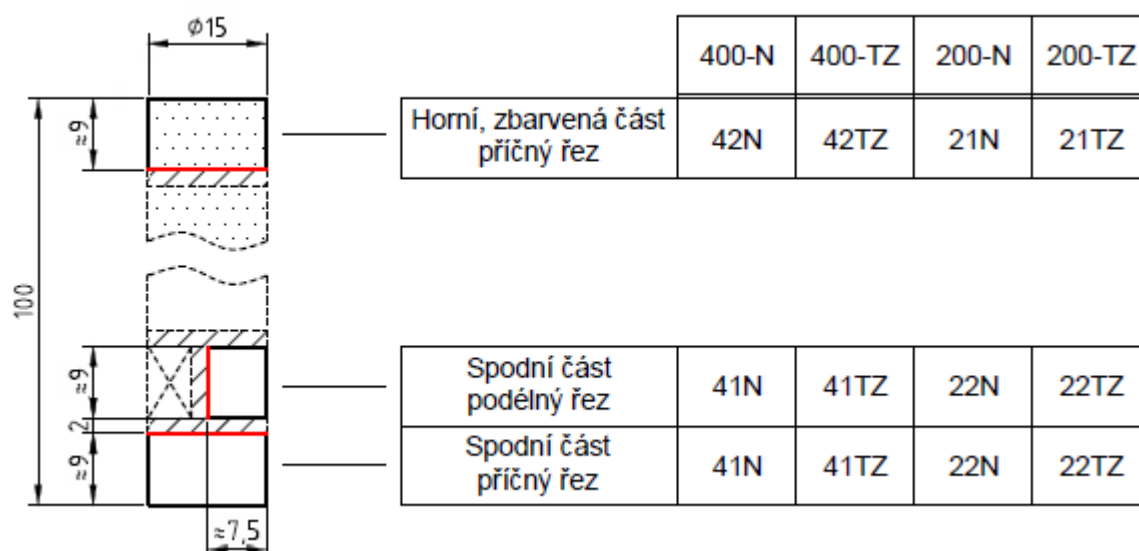 Ø15
400-N 400-TZ 200-N 200-TZ
≈9
Horní, zbarvená část
příčný řez
42N 42TZ 21N 21TZ
100
≈9
Spodní část
podélný řez
41N 41TZ 22N 22TZ
2
≈9
Spodní část
příčný řez
41N 41TZ 22N 22TZ
≈7,5